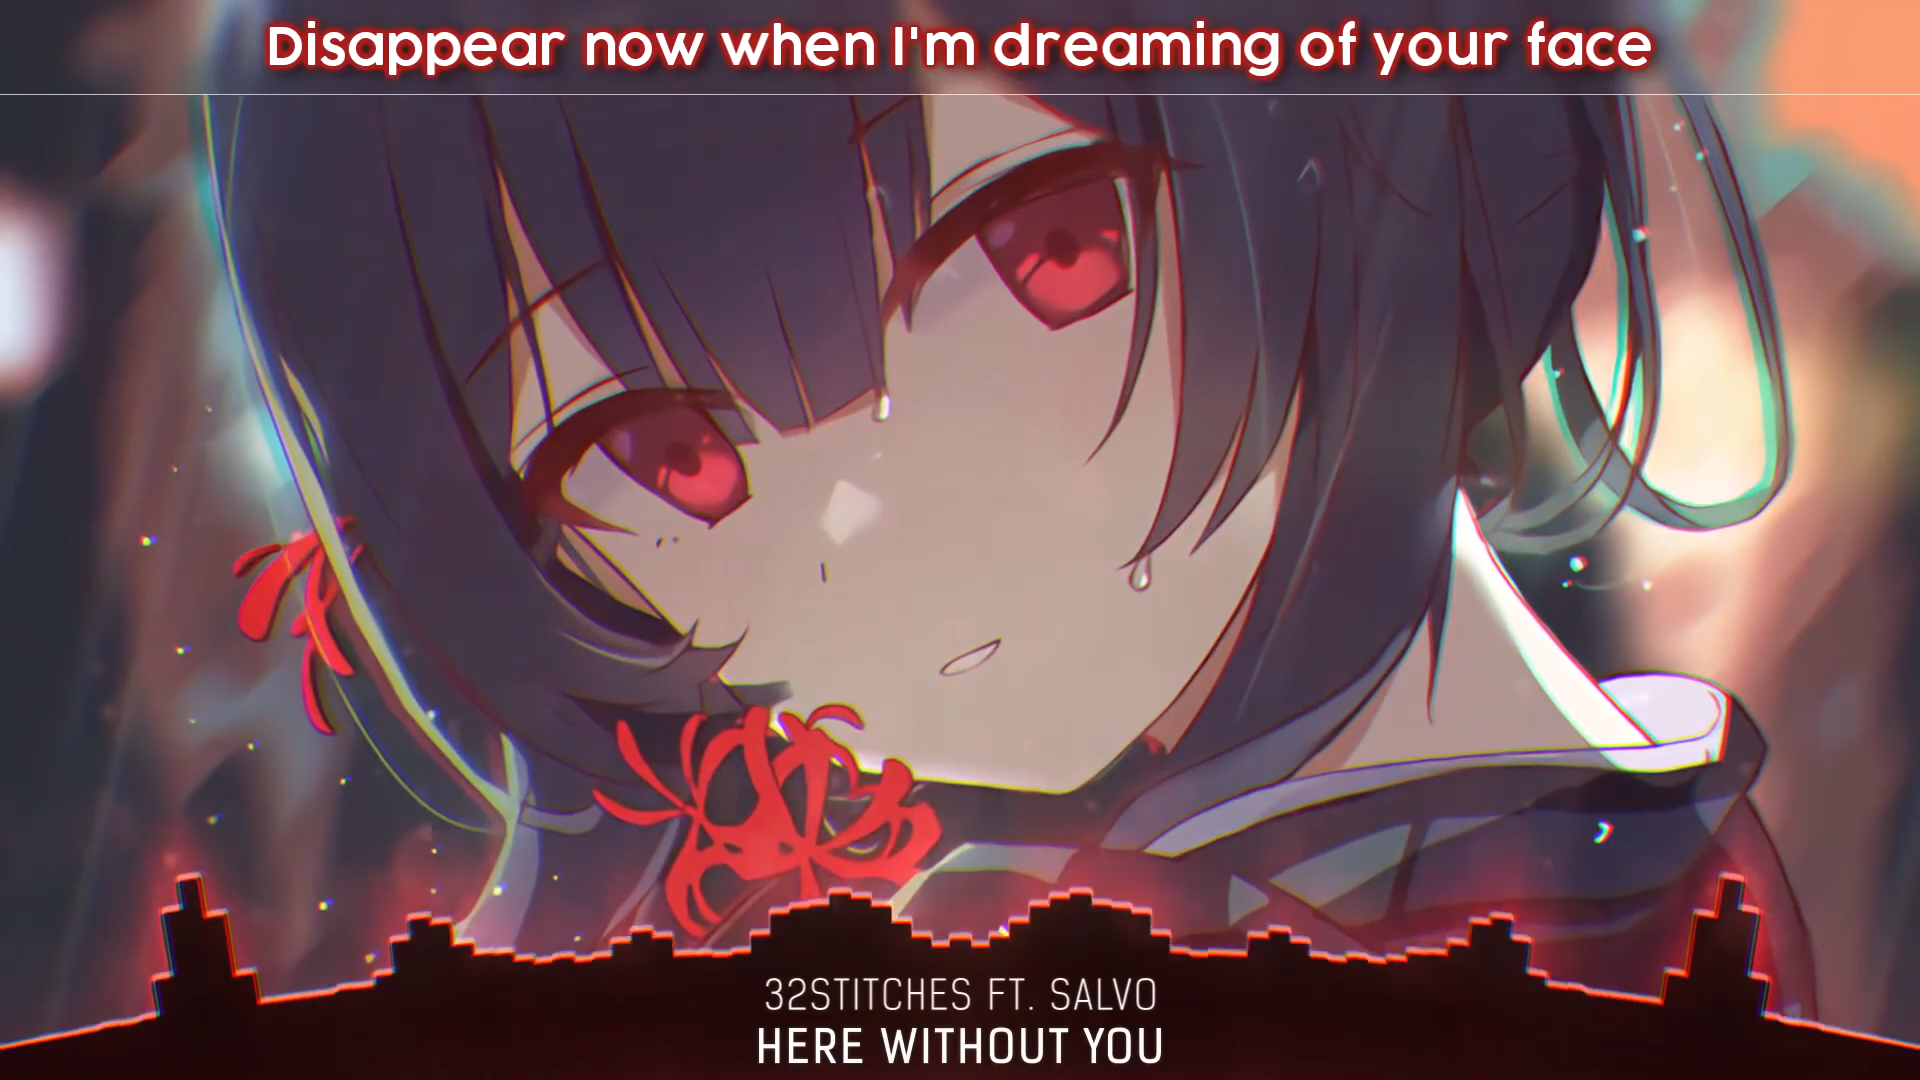 Disappear now when I'm dreaming of your face
32STITCHES FT. SALVO
HERE WITHOUT YOU